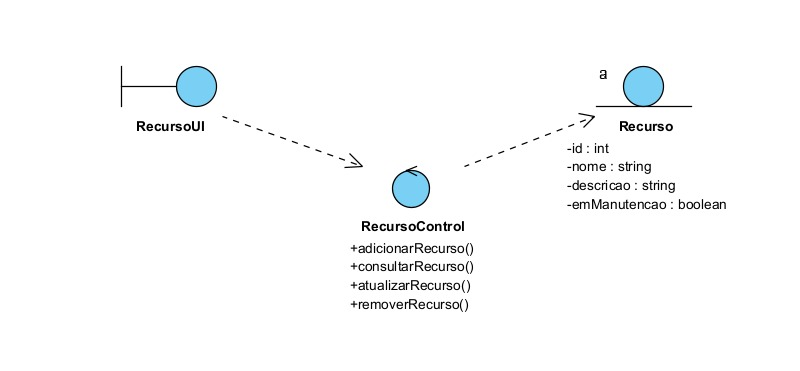 a
RecursoUI
Recurso
-id : int
-nome : string
-descricao : string
-emManutencao : boolean
RecursoControl
+adicionarRecurso()
+consultarRecurso()
+atualizarRecurso()
+removerRecurso()